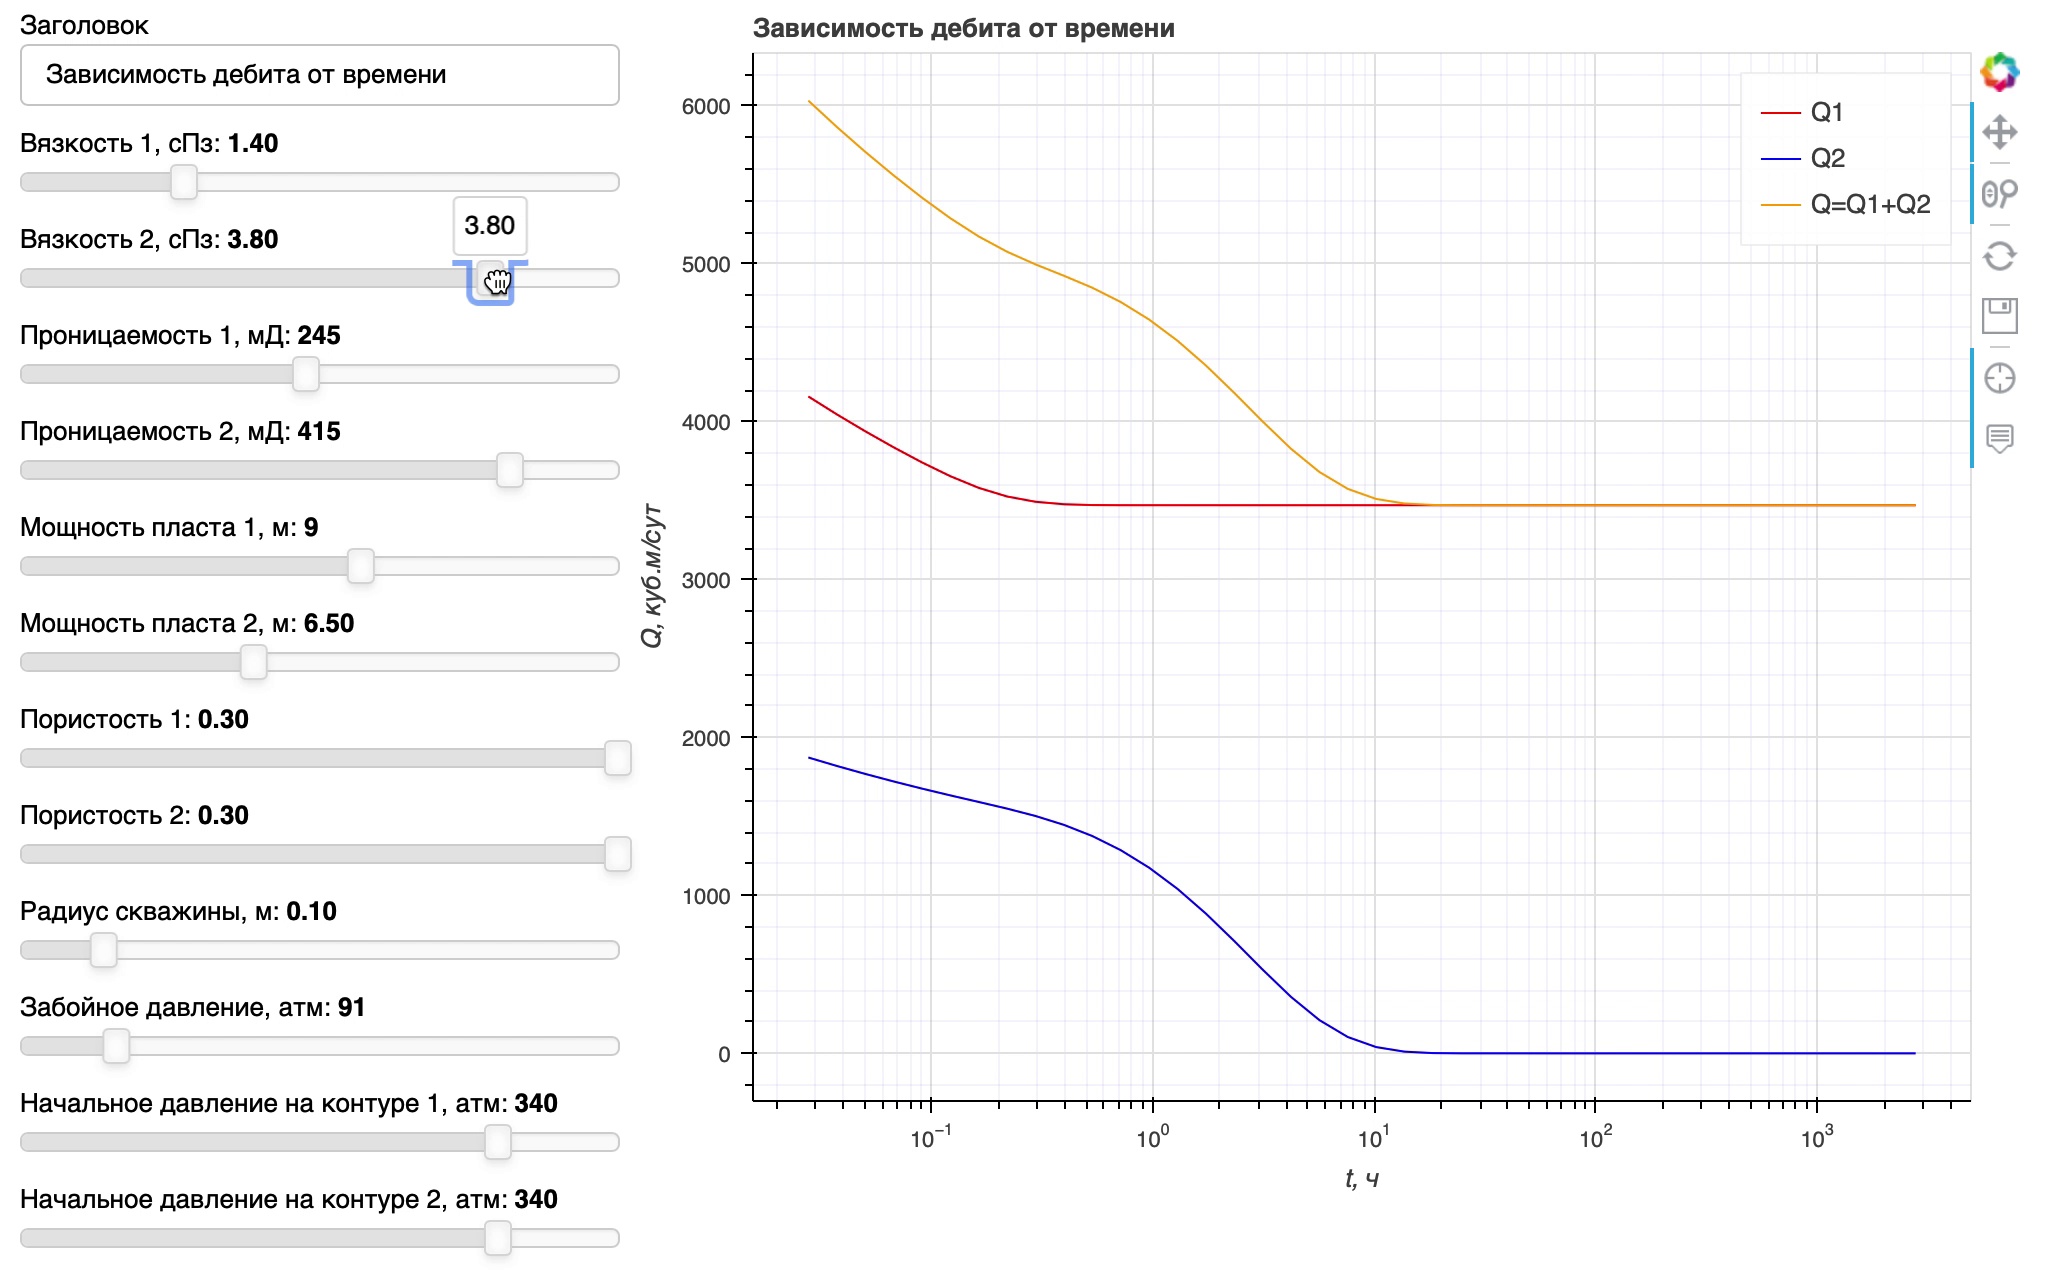 Заголовок
Зависимость дебита от времени
Вязкость 1, сПз: 1.40
3.80
Вязкость 2, сПз: 3.80
Проницаемость 1, мД: 245
Проницаемость 2, мД: 415
Мощность пласта 1, м: 9
Мощность пласта 2, м: 6.50
Пористость 1: 0.30
Пористость 2: 0.30
Радиус скважины, м: 0.10
Забойное давление, атм: 91
Начальное давление на контуре 1, атм: 340
Начальное давление на контуре 2, атм: 340
Зависимость дебита от времени
Q1
Q2
Q=Q1+Q2
Q, куб.м/сут
6000
5000
4000
3000
2000
1000
0
10⁻¹ 10⁰ 10¹ 10² 10³
t, ч